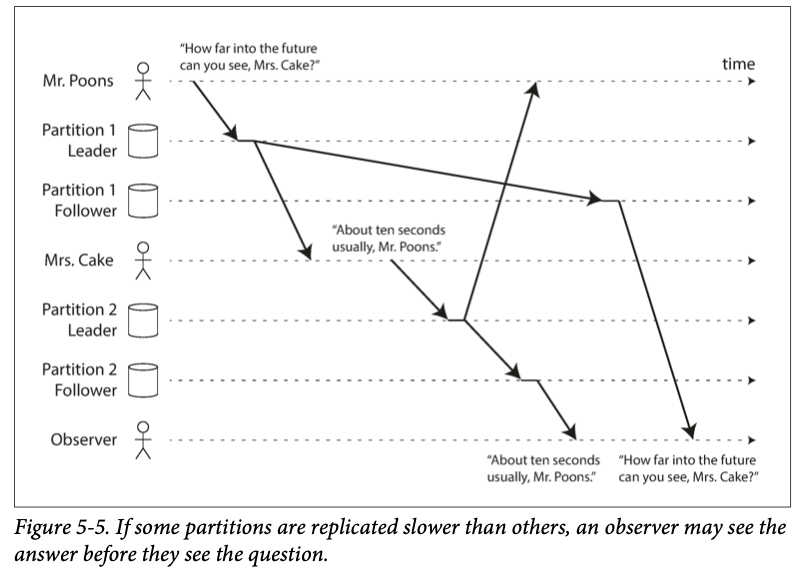 “How far into the future
can you see, Mrs. Cake?”
time
Mr. Poons
Partition 1
Leader
Partition 1
Follower
“About ten seconds
usually, Mr. Poons.”
Mrs. Cake
Partition 2
Leader
Partition 2
Follower
Observer
“About ten seconds
usually, Mr. Poons.”
“How far into the future
can you see, Mrs. Cake?”
Figure 5-5. If some partitions are replicated slower than others, an observer may see the
answer before they see the question.